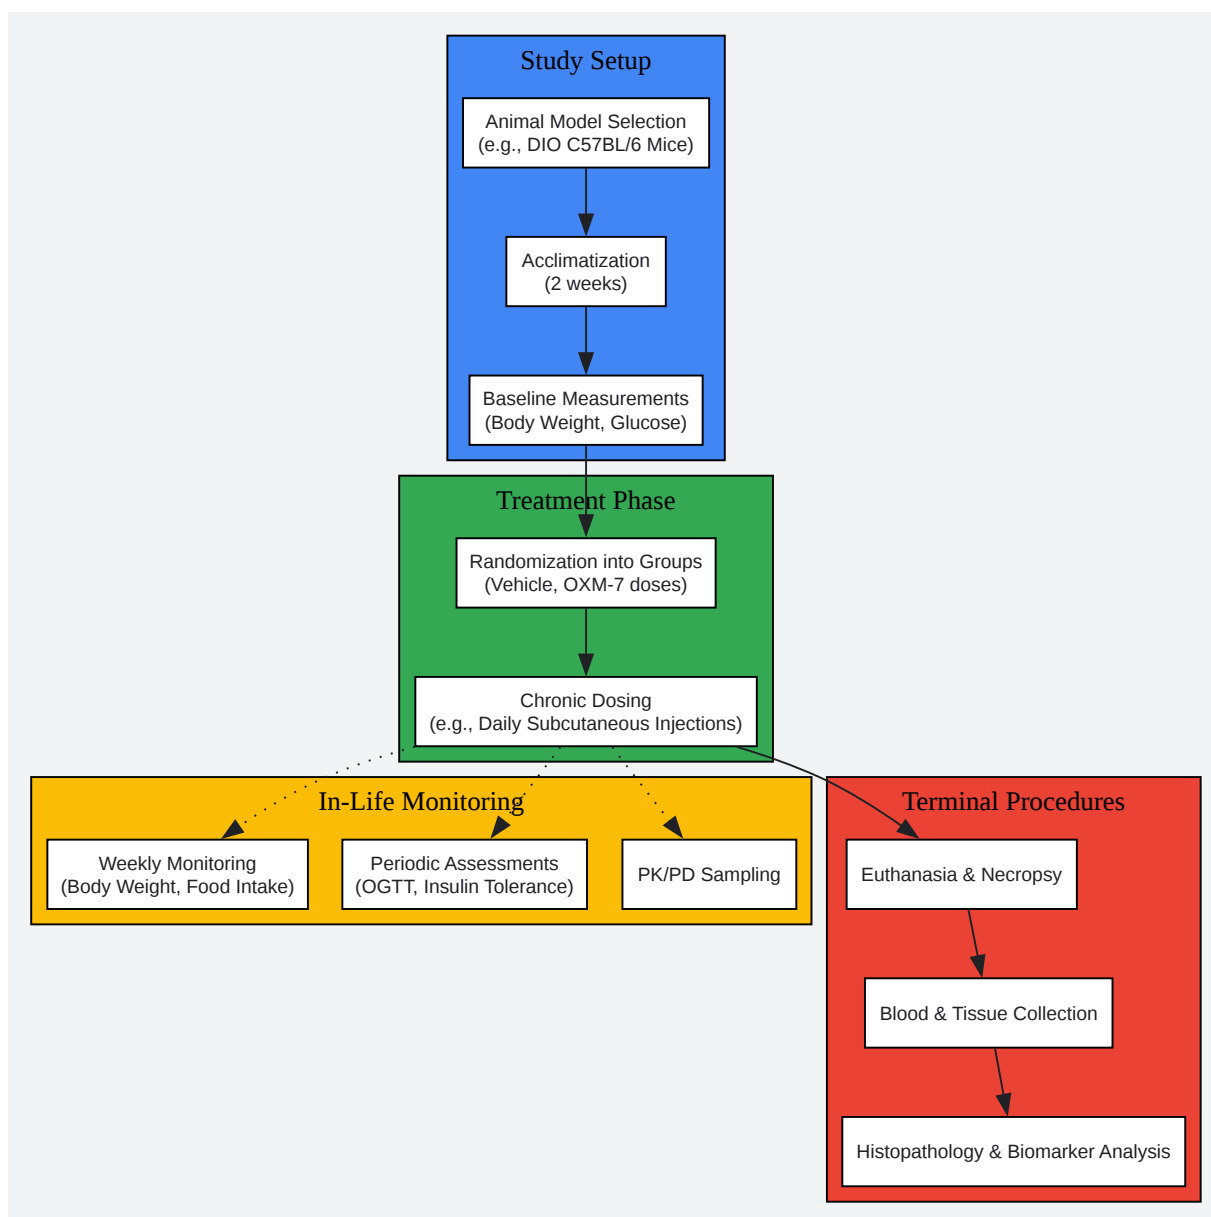 Study Setup
Animal Model Selection
(e.g., DIO C57BL/6 Mice)
Acclimatization
(2 weeks)
Baseline Measurements
(Body Weight, Glucose)
Treatment Phase
Randomization into Groups
(Vehicle, OXM-7 doses)
Chronic Dosing
(e.g., Daily Subcutaneous Injections)
In-Life Monitoring
Weekly Monitoring
(Body Weight, Food Intake)
Periodic Assessments
(OGTT, Insulin Tolerance)
PK/PD Sampling
Terminal Procedures
Euthanasia & Necropsy
Blood & Tissue Collection
Histopathology & Biomarker Analysis